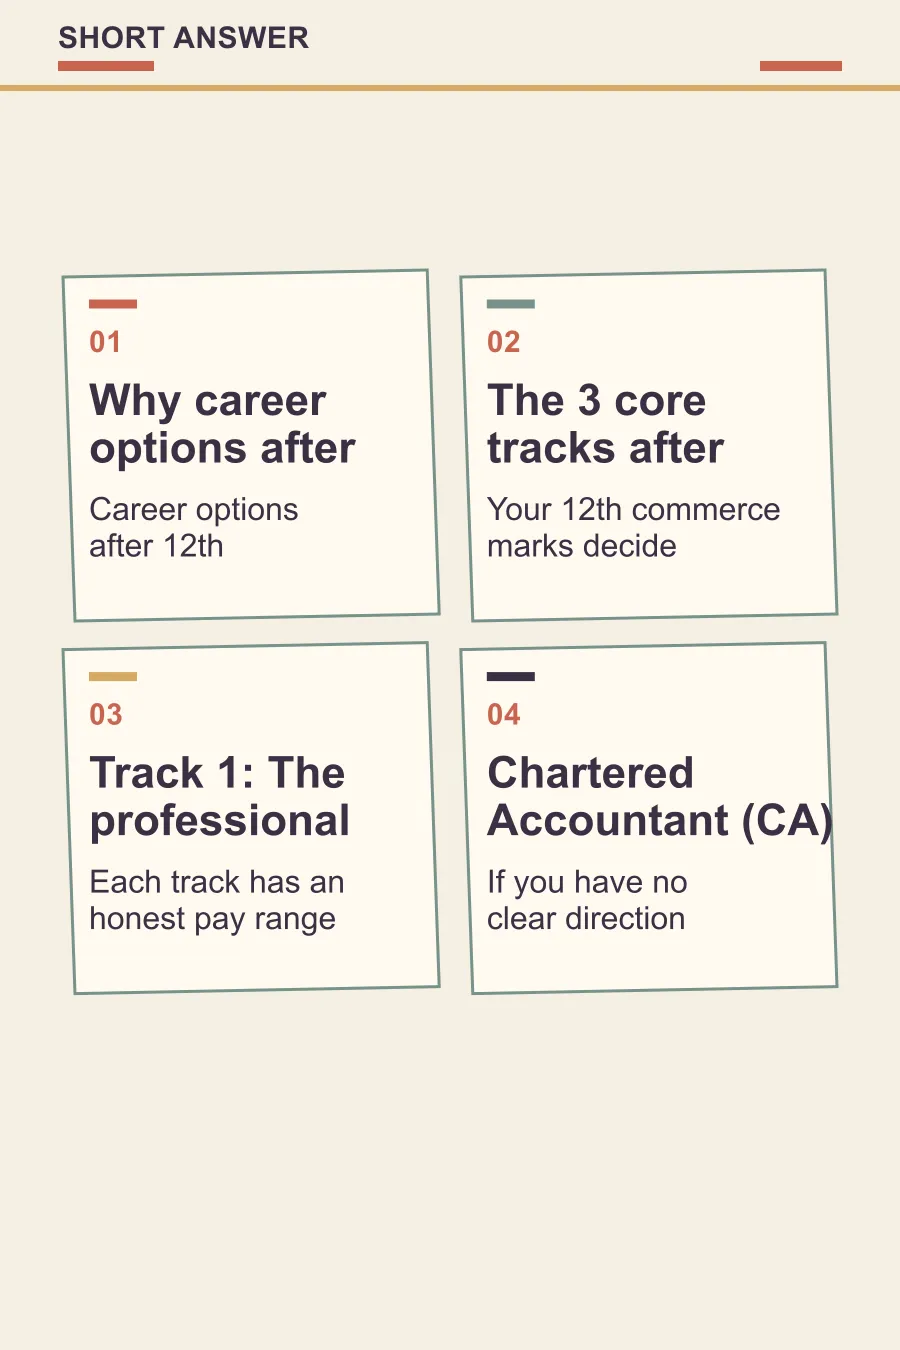 SHORT ANSWER
01
Why career
options after
Career options
after 12th
02
The 3 core
tracks after
Your 12th commerce
marks decide
03
Track 1: The
professional
Each track has an
honest pay range
04
Chartered
Accountant (CA)
If you have no
clear direction